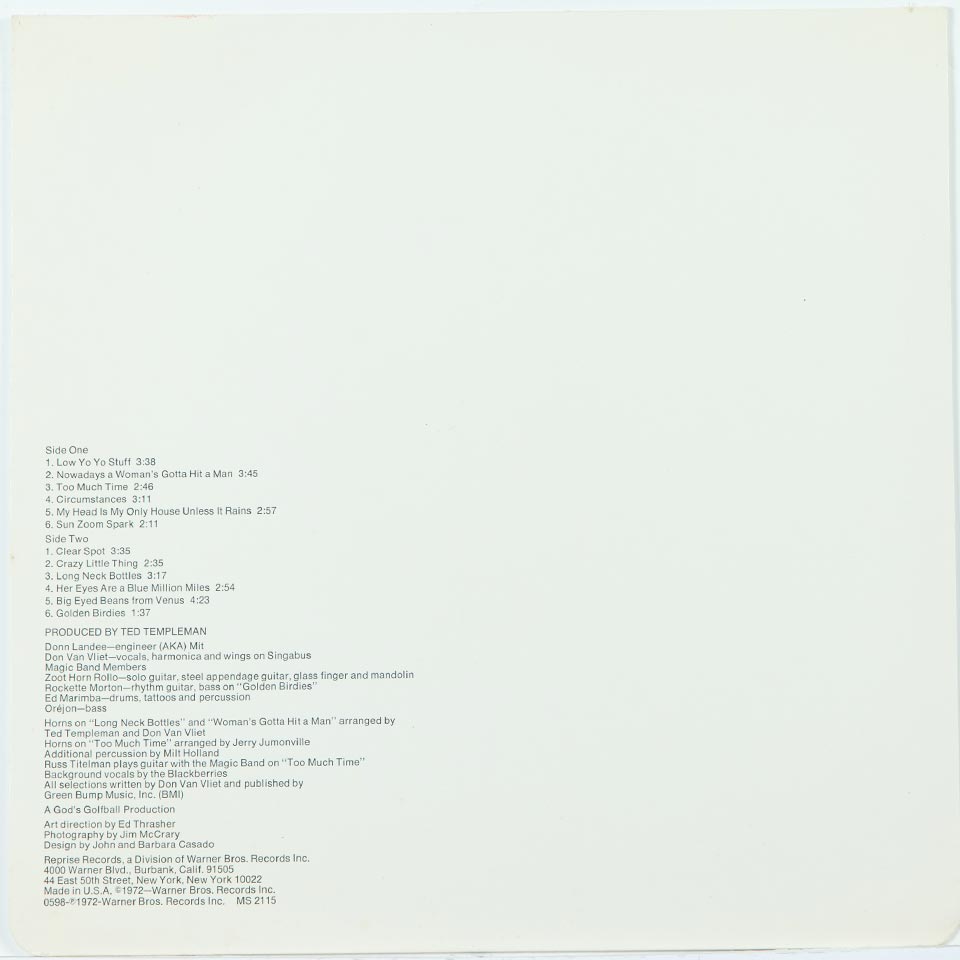 Side One
1. Low Yo Yo Stuff 3:38
2. Nowadays a Woman's Gotta Hit a Man 3:45
3. Too Much Time 2:46
4. Circumstances 3:11
5. My Head Is My Only House Unless It Rains 2:57
6. Sun Zoom Spark 2:11
Side Two
1. Clear Spot 3:35
2. Crazy Little Thing 2:35
3. Long Neck Bottles 3:17
4. Her Eyes Are a Blue Million Miles 2:54
5. Big Eyed Beans from Venus 4:23
6. Golden Birdies 1:37
PRODUCED BY TED TEMPLEMAN
Donn Landee—engineer (AKA) Mit
Don Van Vliet—vocals, harmonica and wings on Singabus
Magic Band Members
Zoot Horn Rollo—solo guitar, steel appendage guitar, glass finger and mandolin
Rockette Morton—rhythm guitar, bass on "Golden Birdies"
Ed Marimba—drums, tattoos and percussion
Oréjon—bass
Horns on "Long Neck Bottles" and "Woman's Gotta Hit a Man" arranged by
Ted Templeman and Don Van Vliet
Horns on "Too Much Time" arranged by Jerry Jumonville
Additional percussion by Milt Holland
Russ Titelman plays guitar with the Magic Band on "Too Much Time"
Background vocals by the Blackberries
All selections written by Don Van Vliet and published by
Green Bump Music, Inc. (BMI)
A God's Golfball Production
Art direction by Ed Thrasher
Photography by Jim McCrary
Design by John and Barbara Casado
Reprise Records, a Division of Warner Bros. Records Inc.
4000 Warner Blvd., Burbank, Calif. 91505
44 East 50th Street, New York, New York 10022
Made in U.S.A. ©1972—Warner Bros. Records Inc.
0598-℗1972-Warner Bros. Records Inc. MS 2115